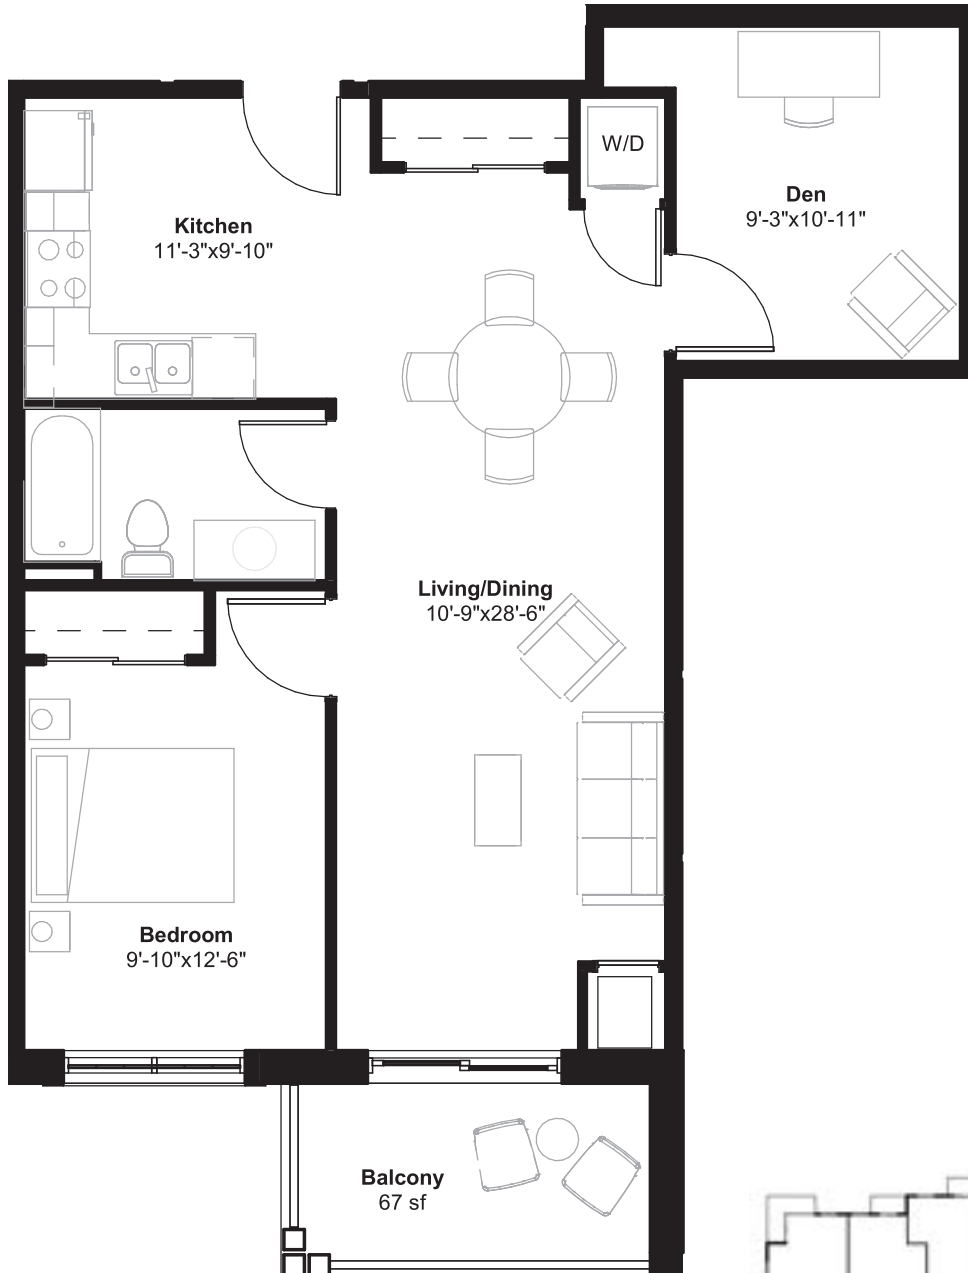 W/D
Den
9'-3"x10'-11"
Kitchen
11'-3"x9'-10"
Living/Dining
10'-9"x28'-6"
Bedroom
9'-10"x12'-6"
Balcony
67 sf